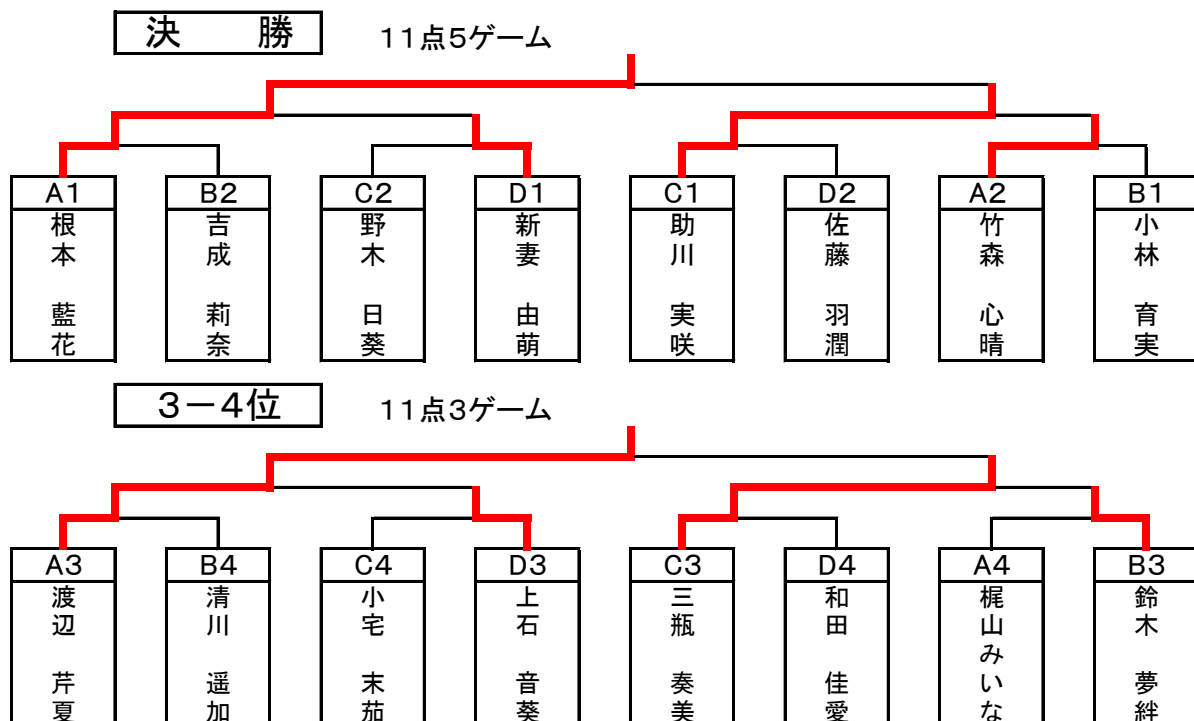 決 勝 11点5ゲーム
A1 B2 C2 D1 C1 D2 A2 B1
根本 藍花
吉成 莉奈
野木 日葵
新妻 由萌
助川 実咲
佐藤 羽潤
竹森 心晴
小林 育実
3－4位 11点3ゲーム
A3 B4 C4 D3 C3 D4 A4 B3
渡辺 芹夏
清川 遥加
小宅 末茄
上石 音葵
三瓶 奏美
和田 佳愛
梶山みいな
鈴木 夢絆